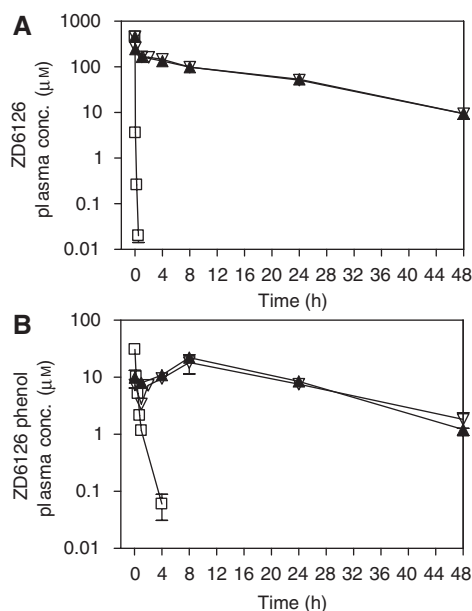 A
ZD6126
plasma conc. (μM)
1000
100
10
1
0.1
0.01
0 4 8 12 16 20 24 28 32 36 40 44 48
Time (h)
B
ZD6126 phenol
plasma conc. (μM)
100
10
1
0.1
0.01
0 4 8 12 16 20 24 28 32 36 40 44 48
Time (h)